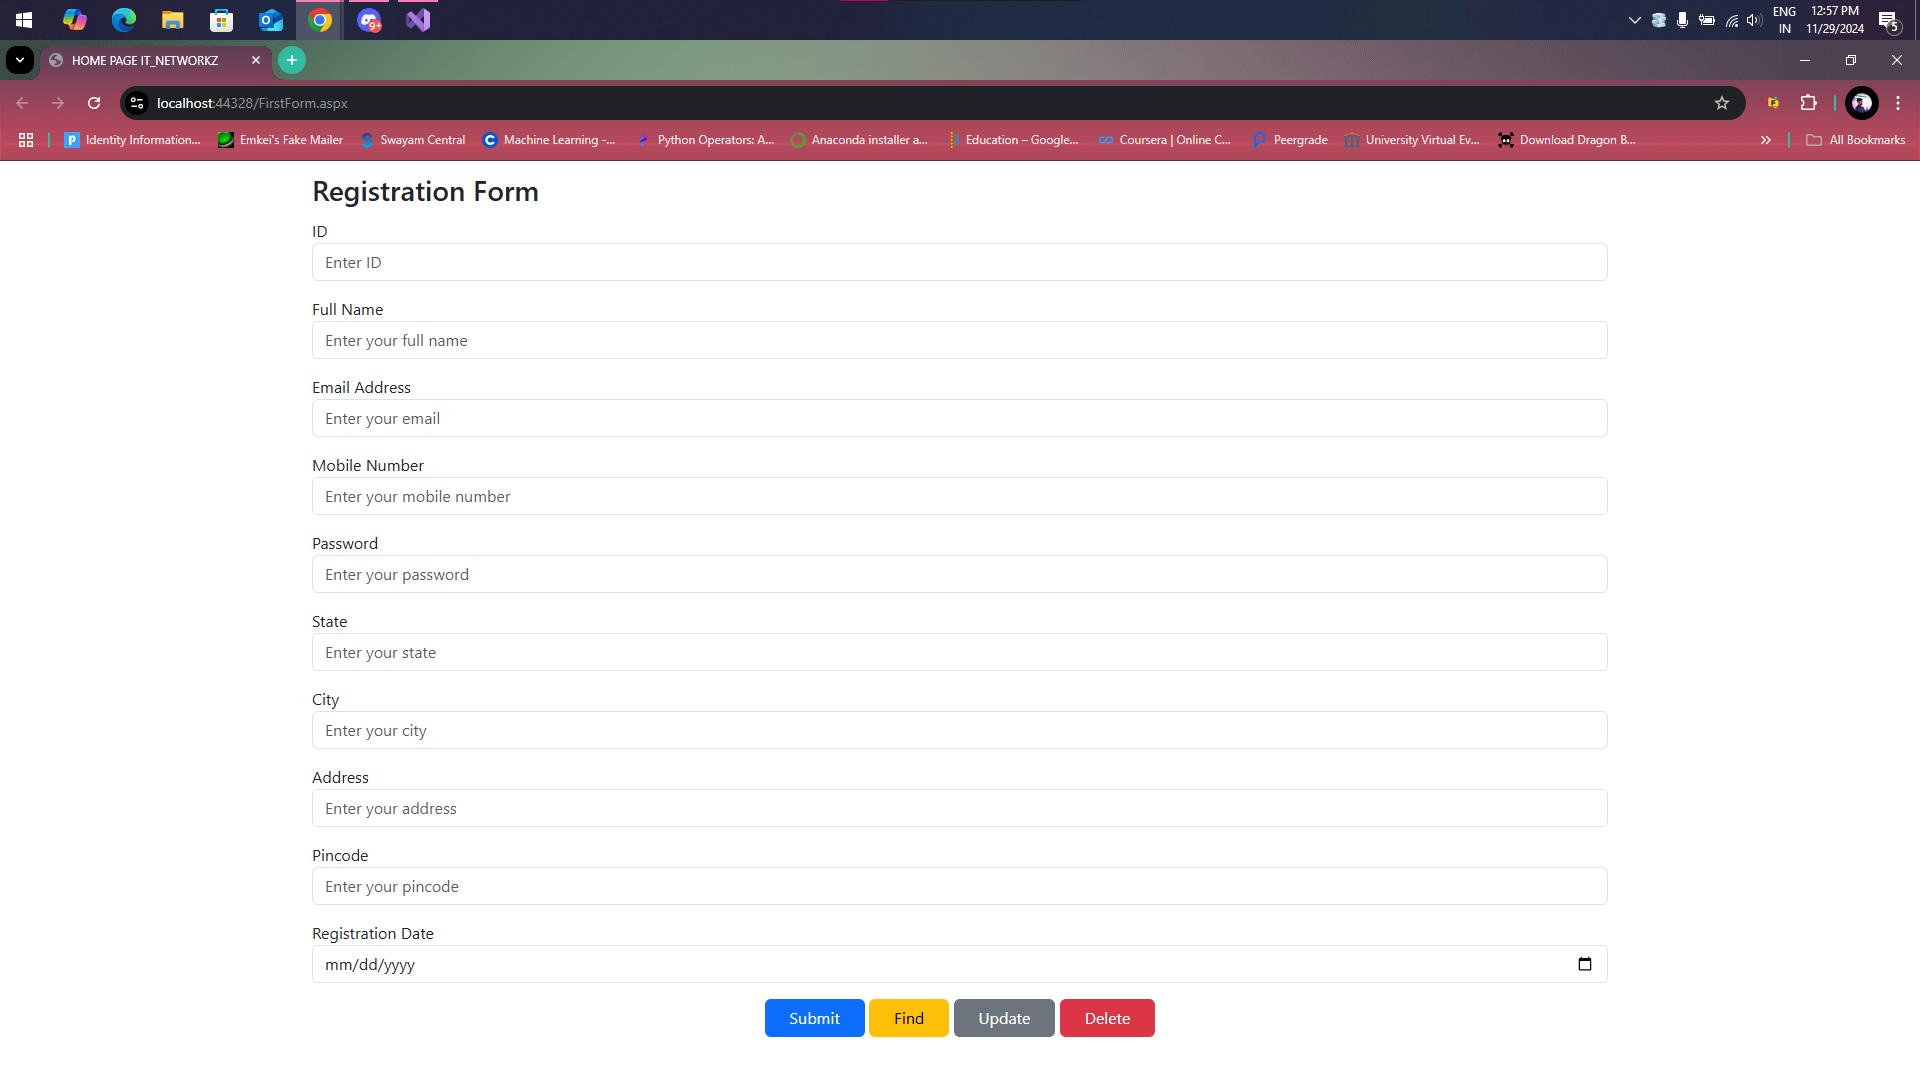 ENG
IN
12:57 PM
11/29/2024
5
9+
HOME PAGE IT_NETWORKZ
localhost:44328/FirstForm.aspx
Identity Information...
Emkei's Fake Mailer
Swayam Central
Machine Learning -...
Python Operators: A...
Anaconda installer a...
Education – Google...
Coursera | Online C...
Peergrade
University Virtual Ev...
Download Dragon B...
All Bookmarks
Registration Form
ID
Enter ID
Full Name
Enter your full name
Email Address
Enter your email
Mobile Number
Enter your mobile number
Password
Enter your password
State
Enter your state
City
Enter your city
Address
Enter your address
Pincode
Enter your pincode
Registration Date
mm/dd/yyyy
Submit Find Update Delete